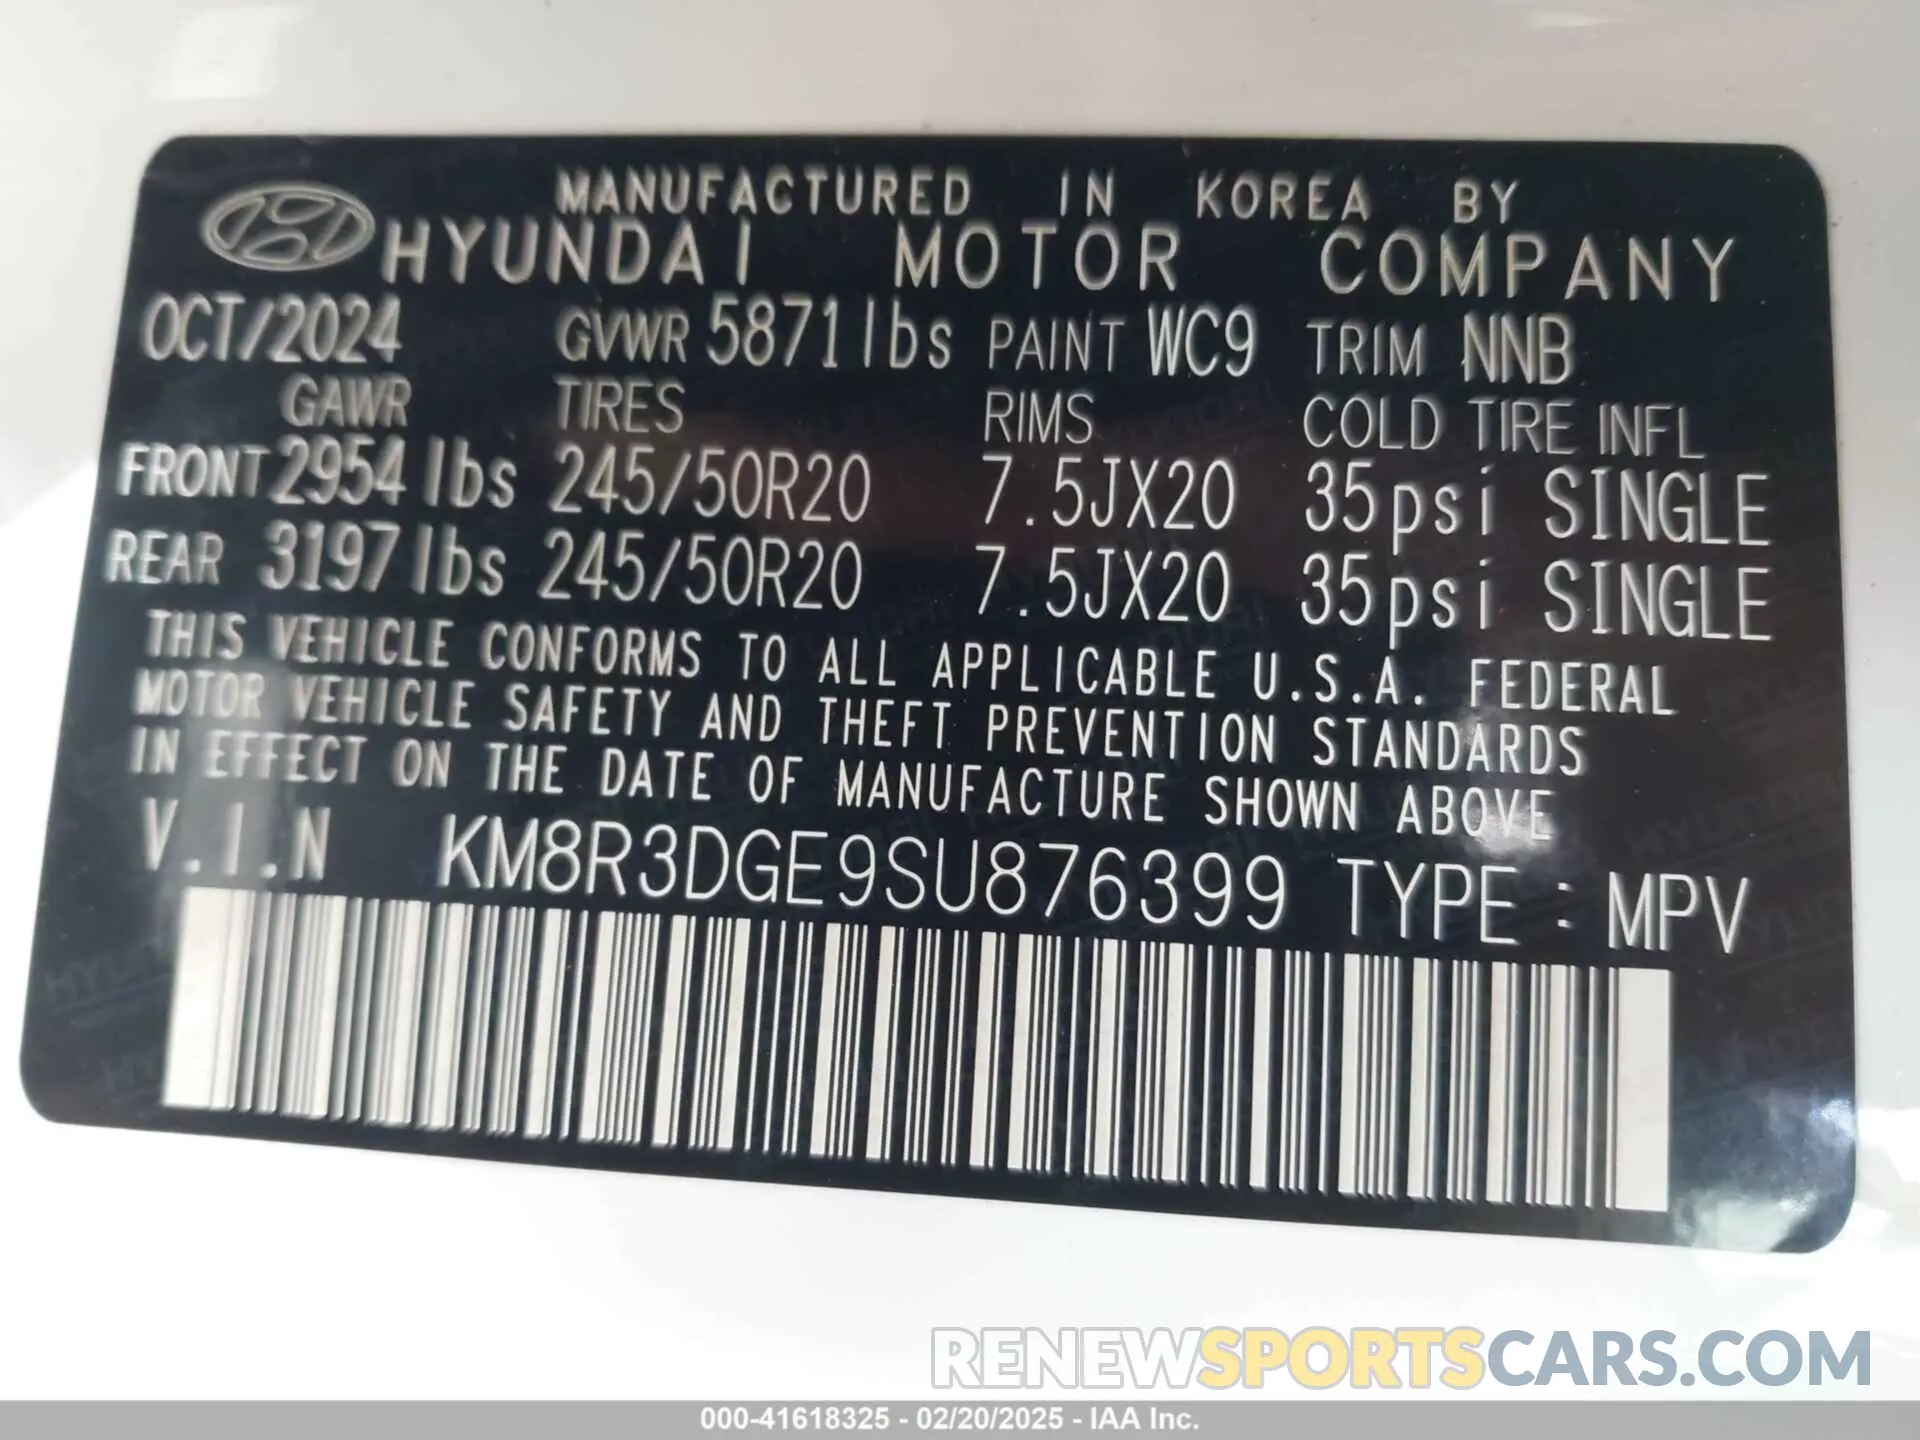 MANUFACTURED IN KOREA BY
HYUNDAI MOTOR COMPANY
OCT/2024 GVWR 5871 lbs PAINT WC9 TRIM NNB
GAWR TIRES RIMS COLD TIRE INFL
FRONT 2954 lbs 245/50R20 7.5JX20 35psi SINGLE
REAR 3197 lbs 245/50R20 7.5JX20 35psi SINGLE
THIS VEHICLE CONFORMS TO ALL APPLICABLE U.S.A. FEDERAL
MOTOR VEHICLE SAFETY AND THEFT PREVENTION STANDARDS
IN EFFECT ON THE DATE OF MANUFACTURE SHOWN ABOVE
V.I.N KM8R3DGE9SU876399 TYPE : MPV
RENEWSPORTSCARS.COM
000-41618325 - 02/20/2025 - IAA Inc.